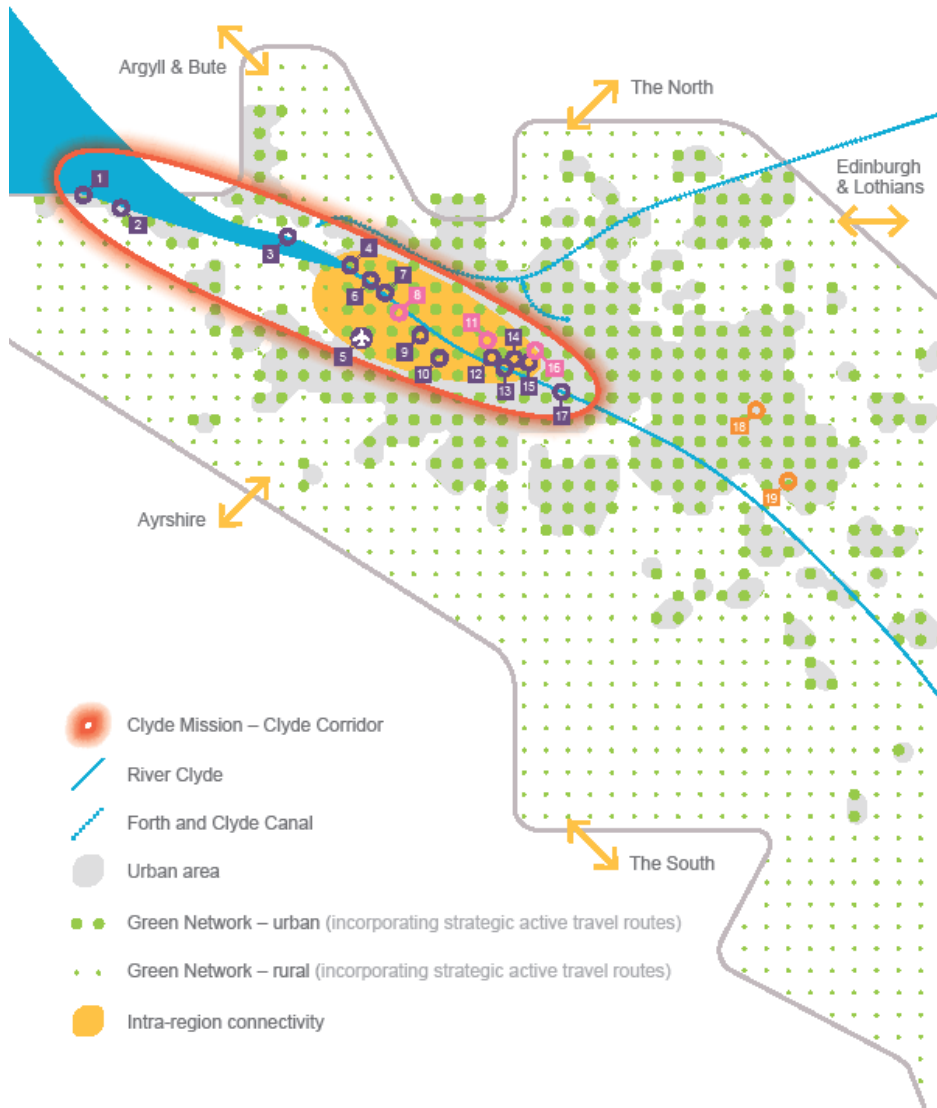 Argyll & Bute
The North
Edinburgh
& Lothians
1
2
3
4
6
7
8
5
9
10
11
12
14
13
15
16
17
18
19
Ayrshire
Clyde Mission – Clyde Corridor
River Clyde
Forth and Clyde Canal
Urban area
The South
Green Network – urban (incorporating strategic active travel routes)
Green Network – rural (incorporating strategic active travel routes)
Intra-region connectivity